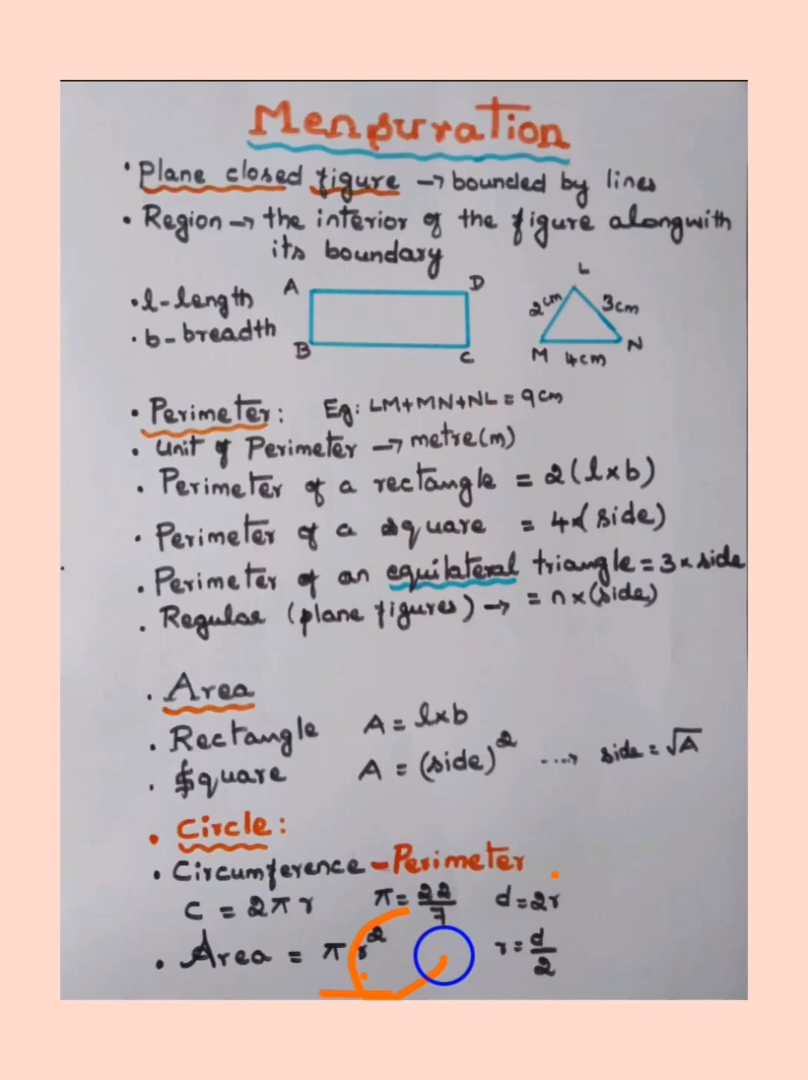 Mensuration
• Plane closed figure → bounded by lines
• Region → the interior of the figure alongwith
its boundary
• l - length
• b - breadth
A D
B C
L
2cm 3cm
M 4cm N
• Perimeter: Eg: LM+MN+NL = 9cm
• Unit of Perimeter → metre(m)
• Perimeter of a rectangle = 2(l×b)
• Perimeter of a square = 4×(side)
• Perimeter of an equilateral triangle = 3 × side
• Regular (plane figures) → = n×(side)
• Area
• Rectangle A = l×b
• Square A = (side)² ....→ side = √A
• Circle:
• Circumference - Perimeter
C = 2πr π = 22/7 d = 2r
• Area = πr² r = d/2